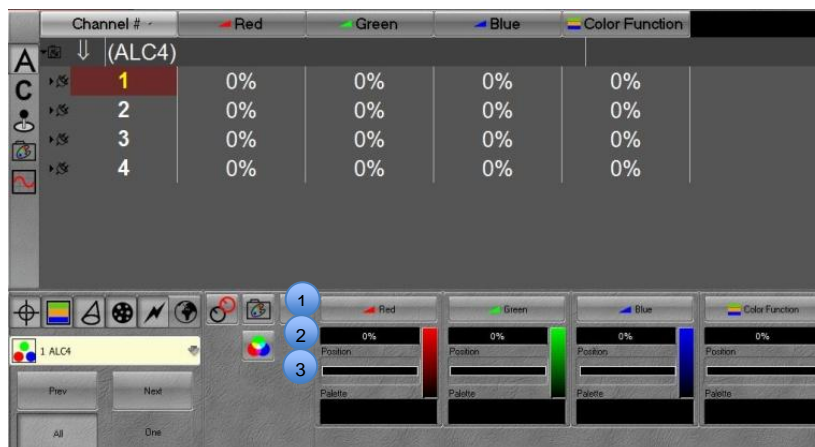 Channel # Red Green Blue Color Function
A (ALC4)
C 1 0% 0% 0% 0%
2 0% 0% 0% 0%
3 0% 0% 0% 0%
4 0% 0% 0% 0%
1 Red Green Blue Color Function
2 0% 0% 0% 0%
1 ALC4 Position Position Position Position
3
Prev Next Palette Palette Palette Palette
All One